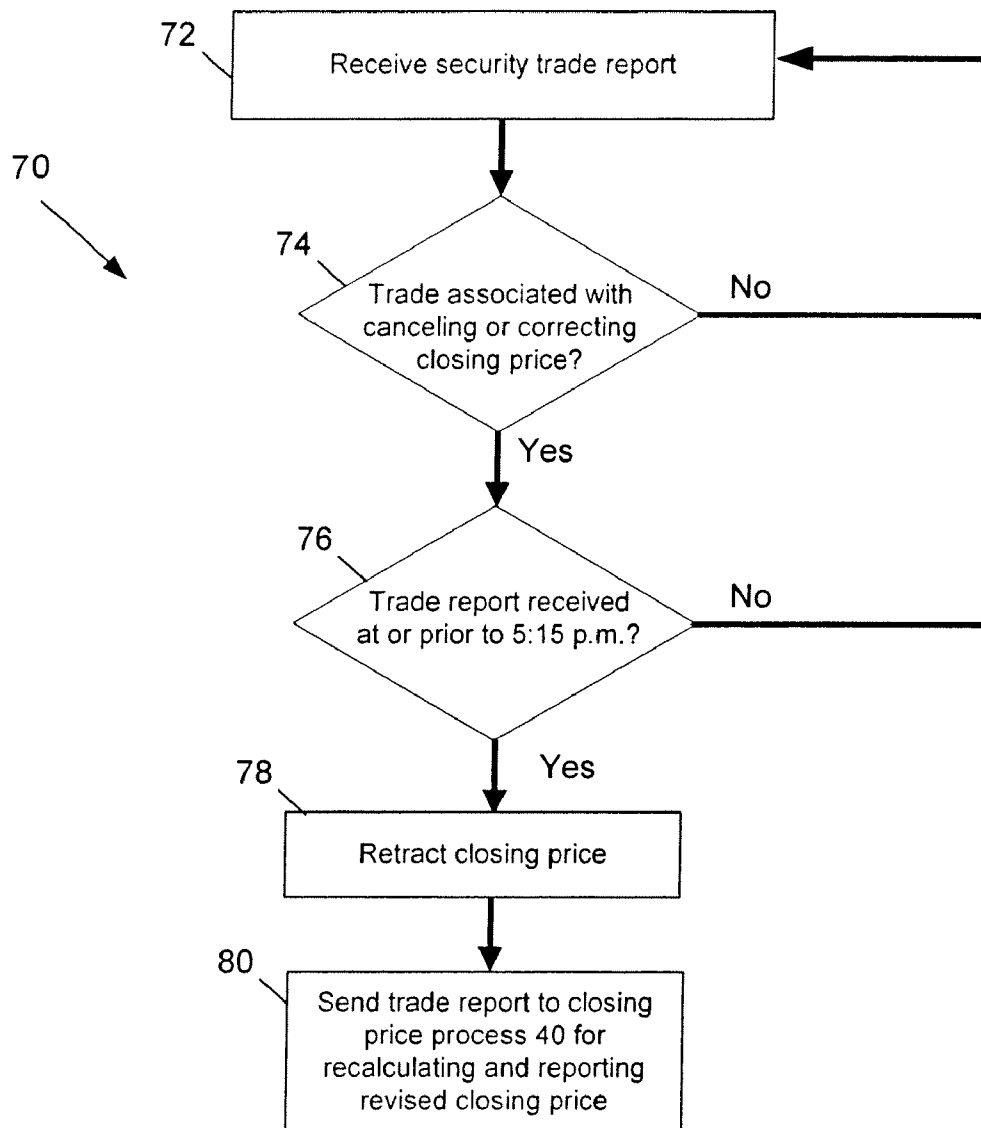 72
Receive security trade report
70
74
Trade associated with
canceling or correcting
closing price?
No
Yes
76
Trade report received
at or prior to 5:15 p.m.?
No
Yes
78
Retract closing price
80
Send trade report to closing
price process 40 for
recalculating and reporting
revised closing price